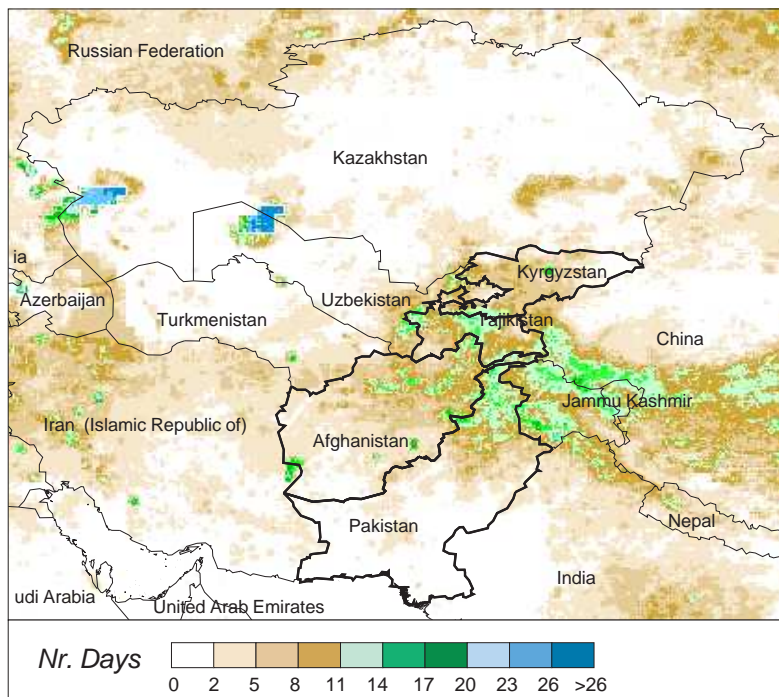 Russian Federation
Kazakhstan
ia
Kyrgyzstan
Azerbaijan
Uzbekistan
Turkmenistan
Tajikistan
China
Jammu Kashmir
Iran (Islamic Republic of)
Afghanistan
Pakistan
Nepal
India
udi Arabia
United Arab Emirates
Nr. Days
0 2 5 8 11 14 17 20 23 26 >26